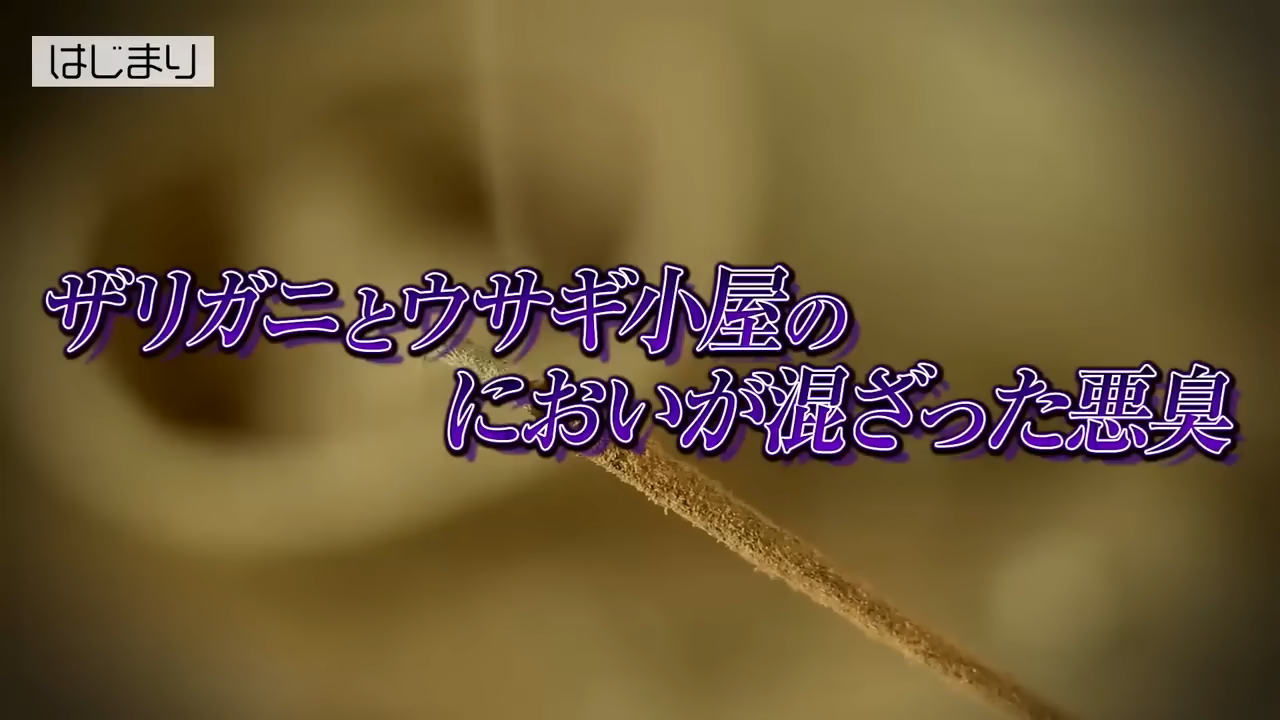 はじまり
ザリガニとウサギ小屋の
においが混ざった悪臭